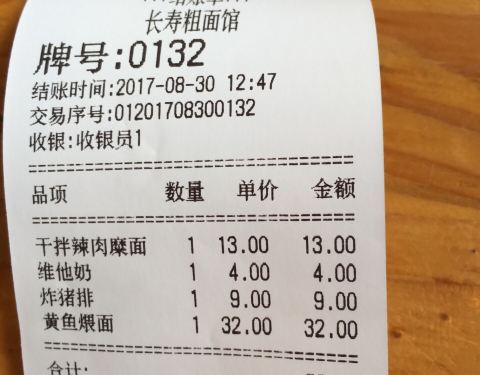 长寿粗面馆
牌号:0132
结账时间:2017-08-30 12:47
交易序号:01201708300132
收银:收银员1
品项 数量 单价 金额
干拌辣肉糜面 1 13.00 13.00
维他奶 1 4.00 4.00
炸猪排 1 9.00 9.00
黄鱼煨面 1 32.00 32.00
合计: